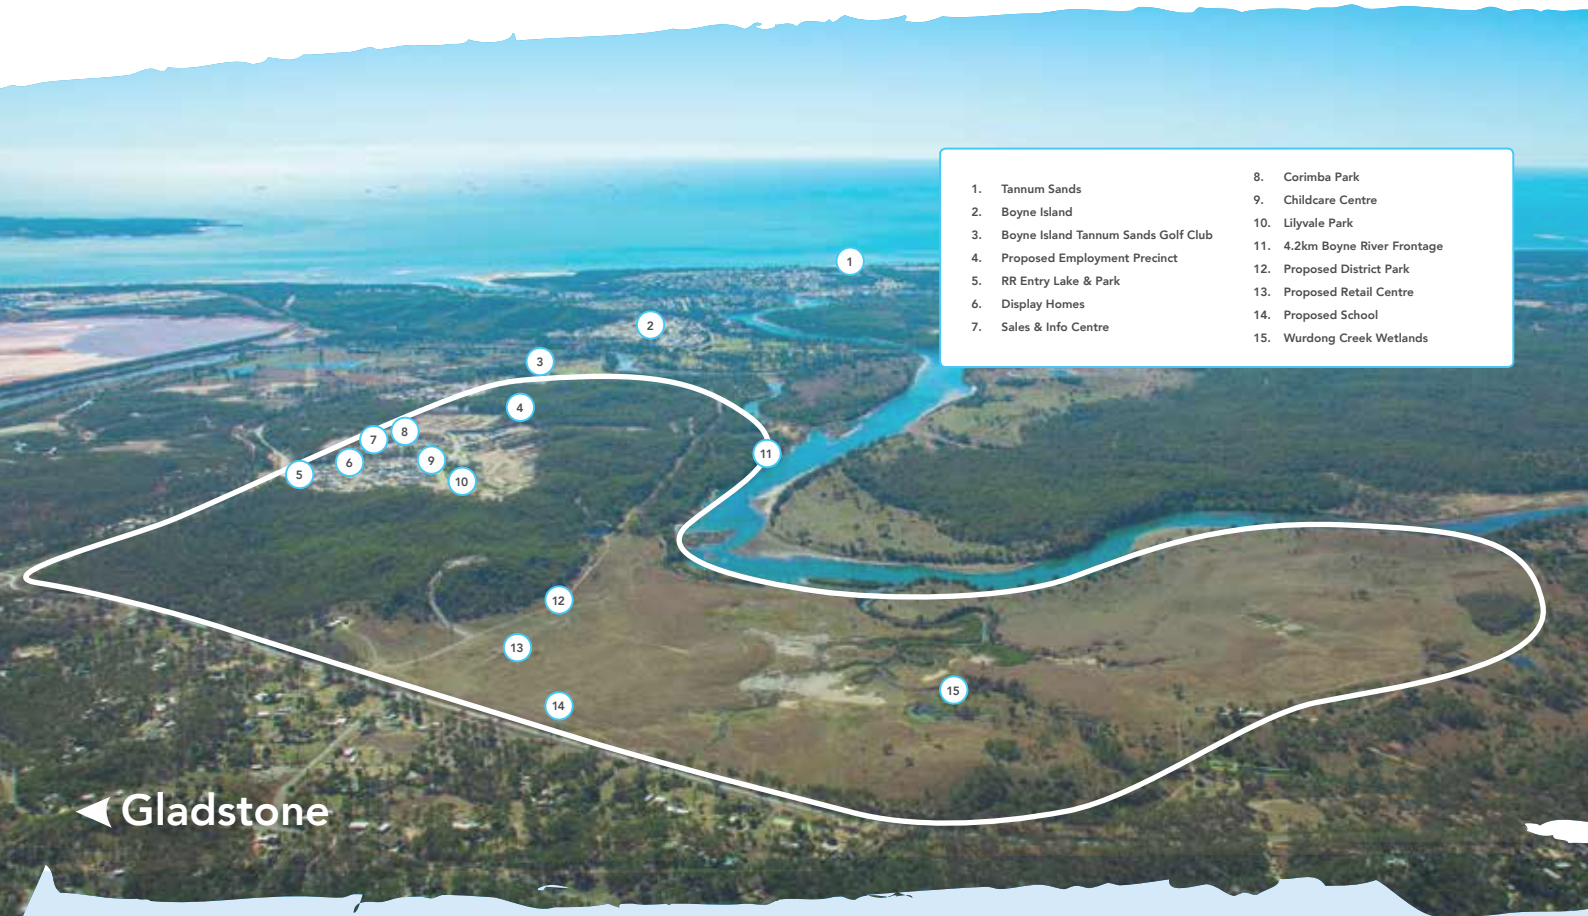 1. Tannum Sands
2. Boyne Island
3. Boyne Island Tannum Sands Golf Club
4. Proposed Employment Precinct
5. RR Entry Lake & Park
6. Display Homes
7. Sales & Info Centre
8. Corimba Park
9. Childcare Centre
10. Lilyvale Park
11. 4.2km Boyne River Frontage
12. Proposed District Park
13. Proposed Retail Centre
14. Proposed School
15. Wurdong Creek Wetlands
1
2
3
4
8
7
11
9
6
5
10
12
13
15
14
Gladstone